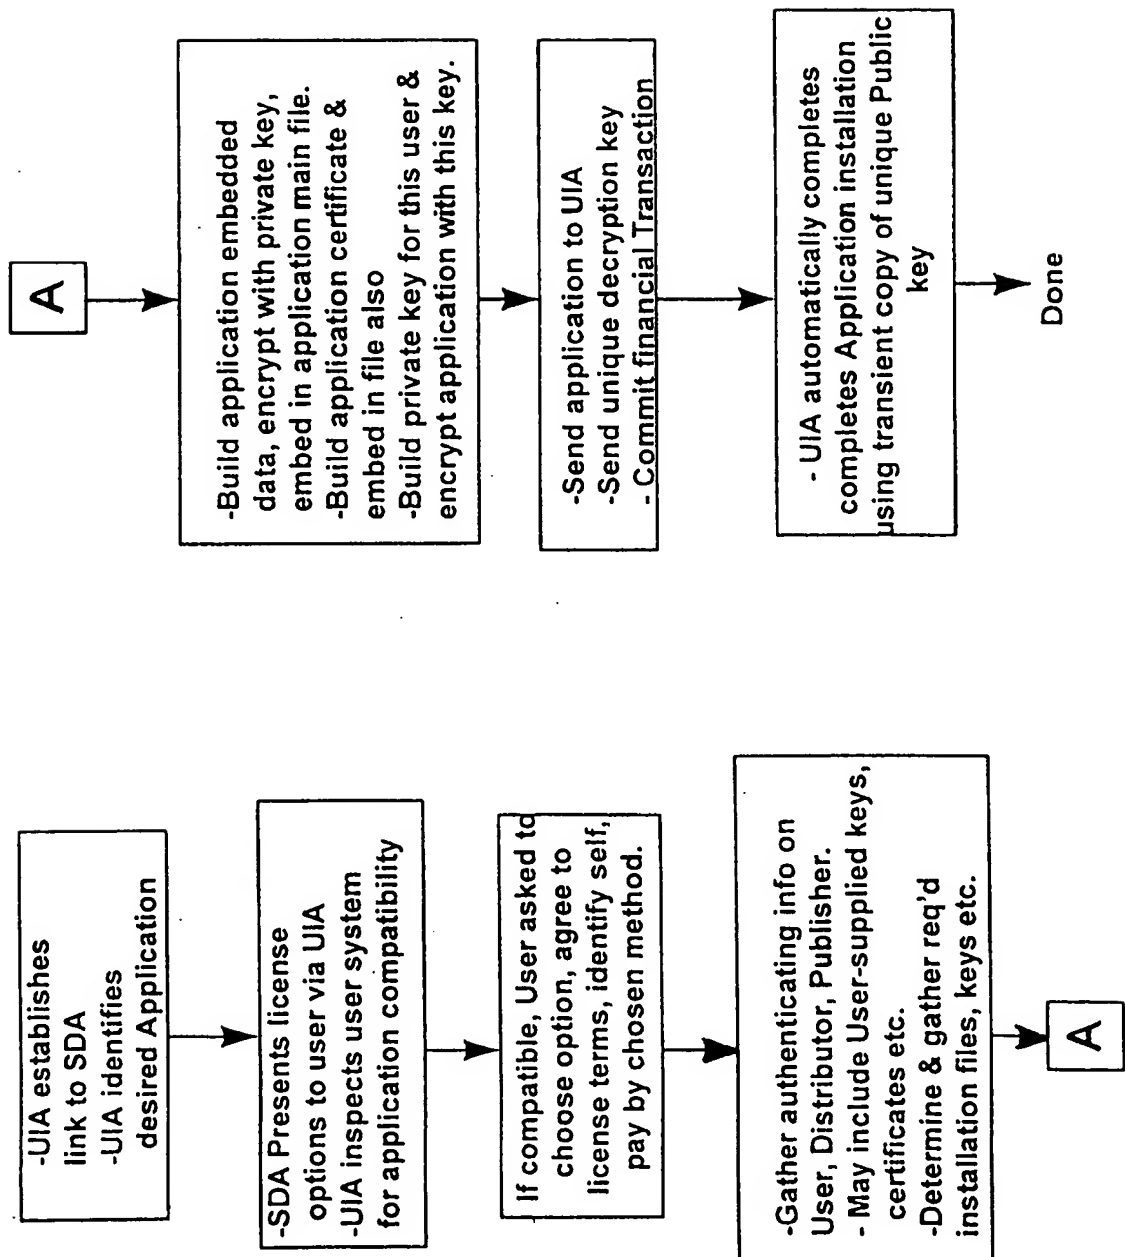 -UIA establishes
link to SDA
-UIA identifies
desired Application
-SDA Presents license
options to user via UIA
-UIA inspects user system
for application compatibility
If compatible, User asked to
choose option, agree to
license terms, identify self,
pay by chosen method.
-Gather authenticating info on
User, Distributor, Publisher.
- May include User-supplied keys,
certificates etc.
-Determine & gather req'd
installation files, keys etc.
A
A
-Build application embedded
data, encrypt with private key,
embed in application main file.
-Build application certificate &
embed in file also
-Build private key for this user &
encrypt application with this key.
-Send application to UIA
-Send unique decryption key
- Commit financial Transaction
- UIA automatically completes
completes Application installation
using transient copy of unique Public
key
Done